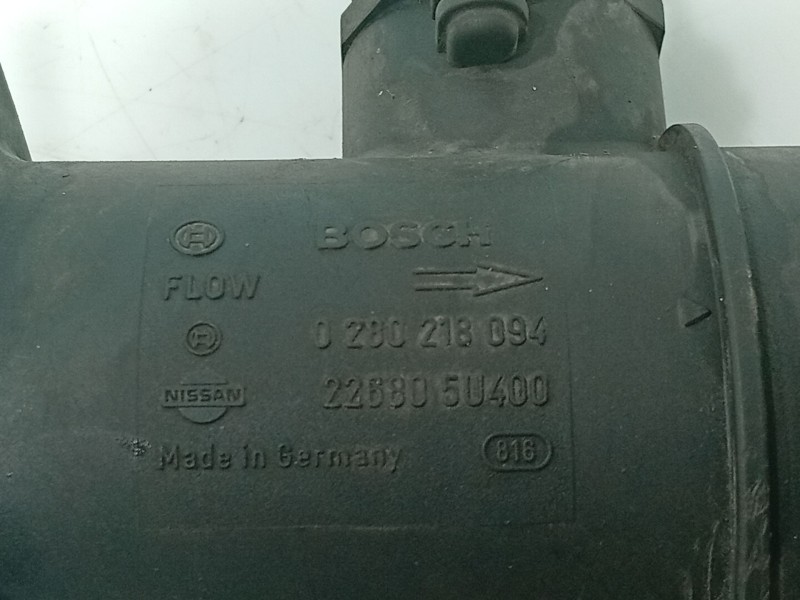 BOSCH
FLOW
0 280 218 094
NISSAN 22680 5U400
Made in Germany 816